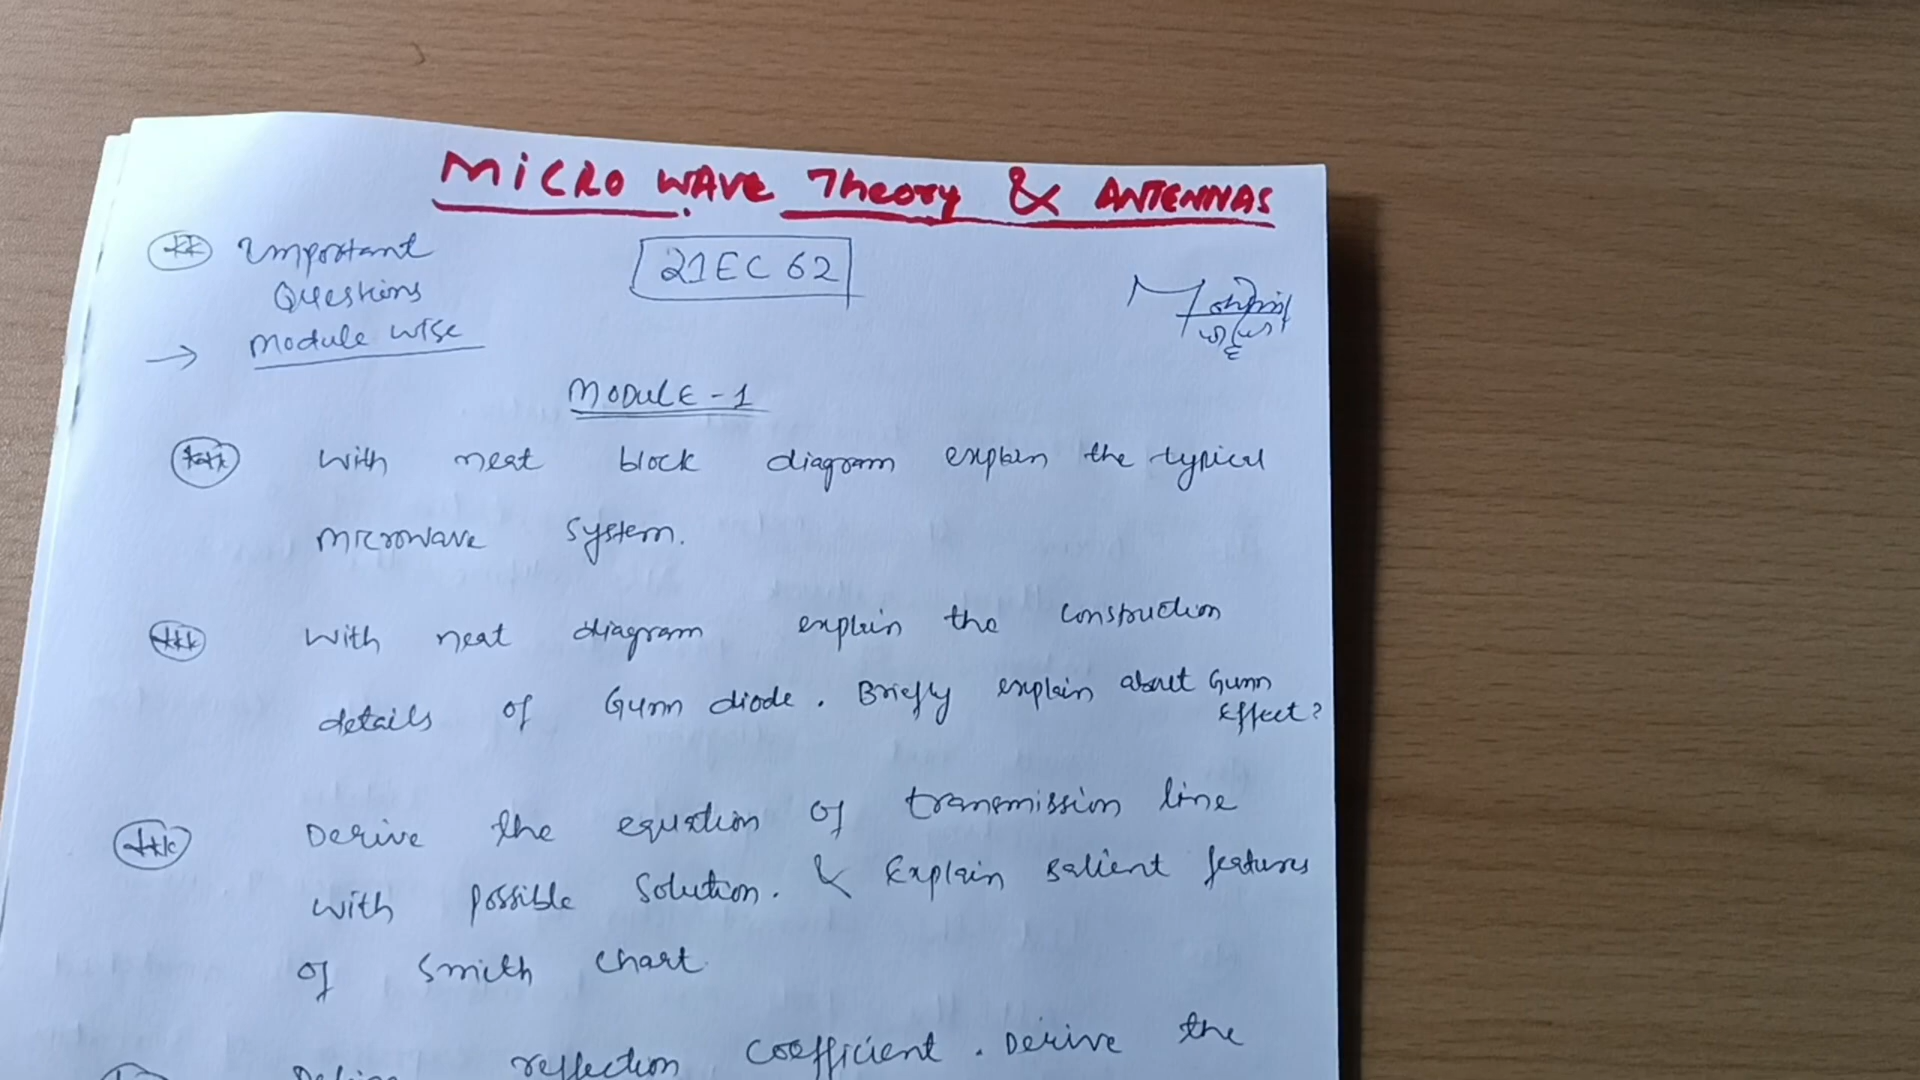 MICRO WAVE Theory & ANTENNAS
** Important
Questions
21EC62
→ Module wise
MODULE-1
*** With neat block diagram explain the typical
microwave system.
*** With neat diagram explain the construction
details of Gunn diode. Briefly explain about Gunn
Effect?
*** Derive the equation of transmission line
with possible solution. & Explain salient features
of Smith chart.
Define reflection coefficient. Derive the